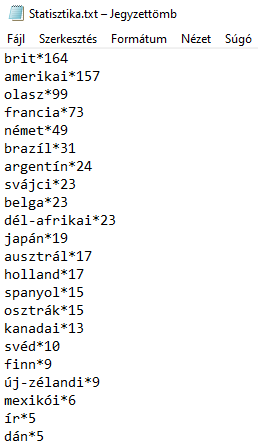 Statisztika.txt – Jegyzettömb
Fájl Szerkesztés Formátum Nézet Súgó
brit*164
amerikai*157
olasz*99
francia*73
német*49
brazíl*31
argentín*24
svájci*23
belga*23
dél-afrikai*23
japán*19
ausztrál*17
holland*17
spanyol*15
osztrák*15
kanadai*13
svéd*10
finn*9
új-zélandi*9
mexikói*6
ír*5
dán*5